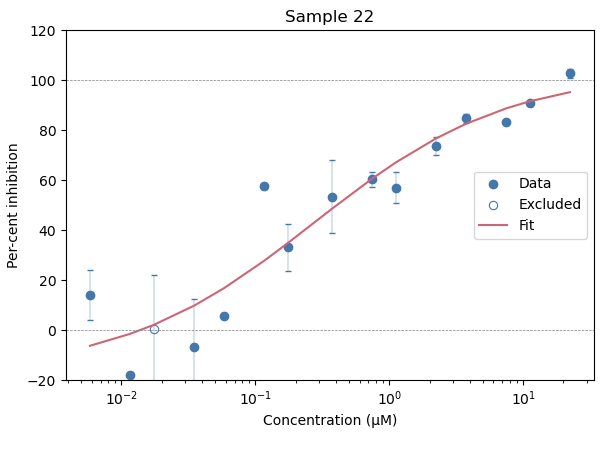 Sample 22
Per-cent inhibition
120
100
80
60
40
20
0
−20
10⁻²
10⁻¹
10⁰
10¹
Concentration (µM)
Data
Excluded
Fit